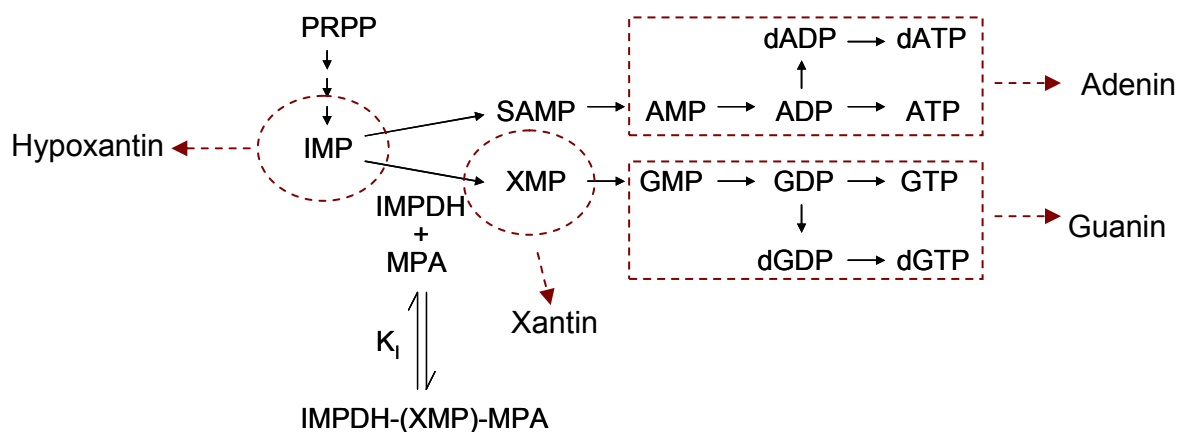 PRPP
dADP dATP
Adenin
SAMP AMP ADP ATP
Hypoxantin IMP
XMP GMP GDP GTP
IMPDH
+
MPA
Guanin
dGDP dGTP
Xantin
KI
IMPDH-(XMP)-MPA